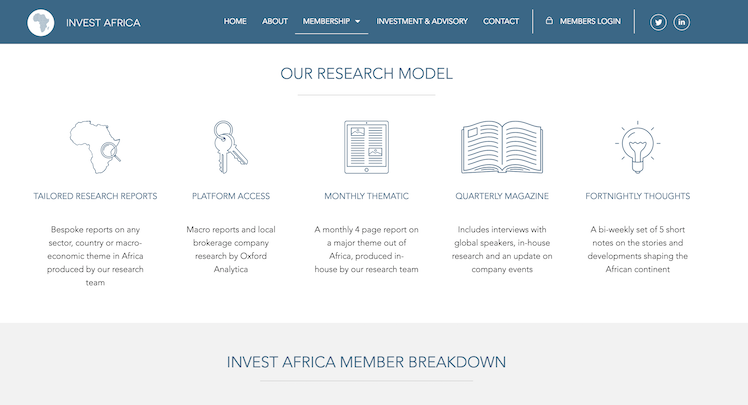 INVEST AFRICA
HOME
ABOUT
MEMBERSHIP
INVESTMENT & ADVISORY
CONTACT
MEMBERS LOGIN
OUR RESEARCH MODEL
TAILORED RESEARCH REPORTS
Bespoke reports on any
sector, country or macro-
economic theme in Africa
produced by our research
team
PLATFORM ACCESS
Macro reports and local
brokerage company
research by Oxford
Analytica
MONTHLY THEMATIC
A monthly 4 page report on
a major theme out of
Africa, produced in-
house by our research team
QUARTERLY MAGAZINE
Includes interviews with
global speakers, in-house
research and an update on
company events
FORTNIGHTLY THOUGHTS
A bi-weekly set of 5 short
notes on the stories and
developments shaping the
African continent
INVEST AFRICA MEMBER BREAKDOWN